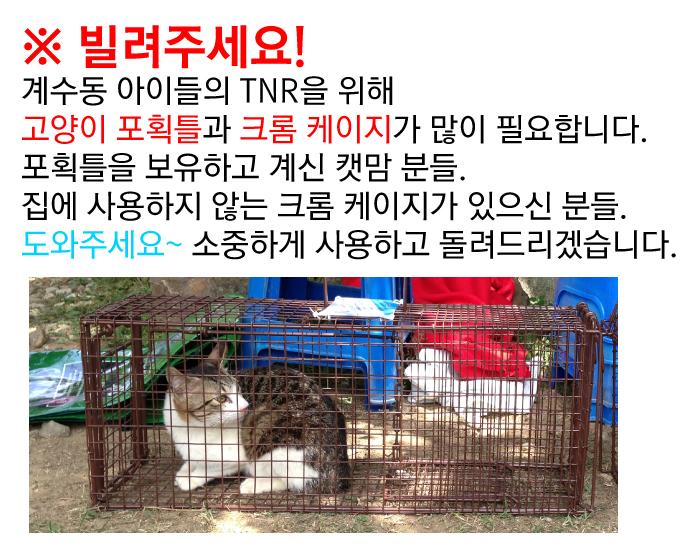 ※ 빌려주세요!
계수동 아이들의 TNR을 위해
고양이 포획틀과 크롬 케이지가 많이 필요합니다.
포획틀을 보유하고 계신 캣맘 분들.
집에 사용하지 않는 크롬 케이지가 있으신 분들.
도와주세요~ 소중하게 사용하고 돌려드리겠습니다.